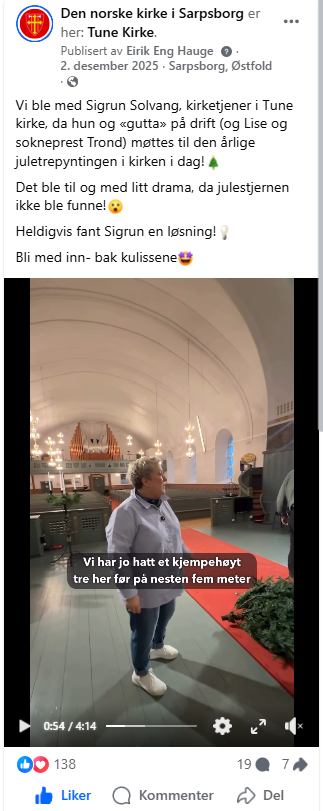 Den norske kirke i Sarpsborg er
her: Tune Kirke.
Publisert av Eirik Eng Hauge ·
2. desember 2025 · Sarpsborg, Østfold
·
Vi ble med Sigrun Solvang, kirketjener i Tune
kirke, da hun og «gutta» på drift (og Lise og
sokneprest Trond) møttes til den årlige
juletrepyntingen i kirken i dag!🌲
Det ble til og med litt drama, da julestjernen
ikke ble funne!😮
Heldigvis fant Sigrun en løsning!💡
Bli med inn- bak kulissene🤩
Vi har jo hatt et kjempehøyt
tre her før på nesten fem meter
0:54 / 4:14
138 19 7
Liker Kommenter Del